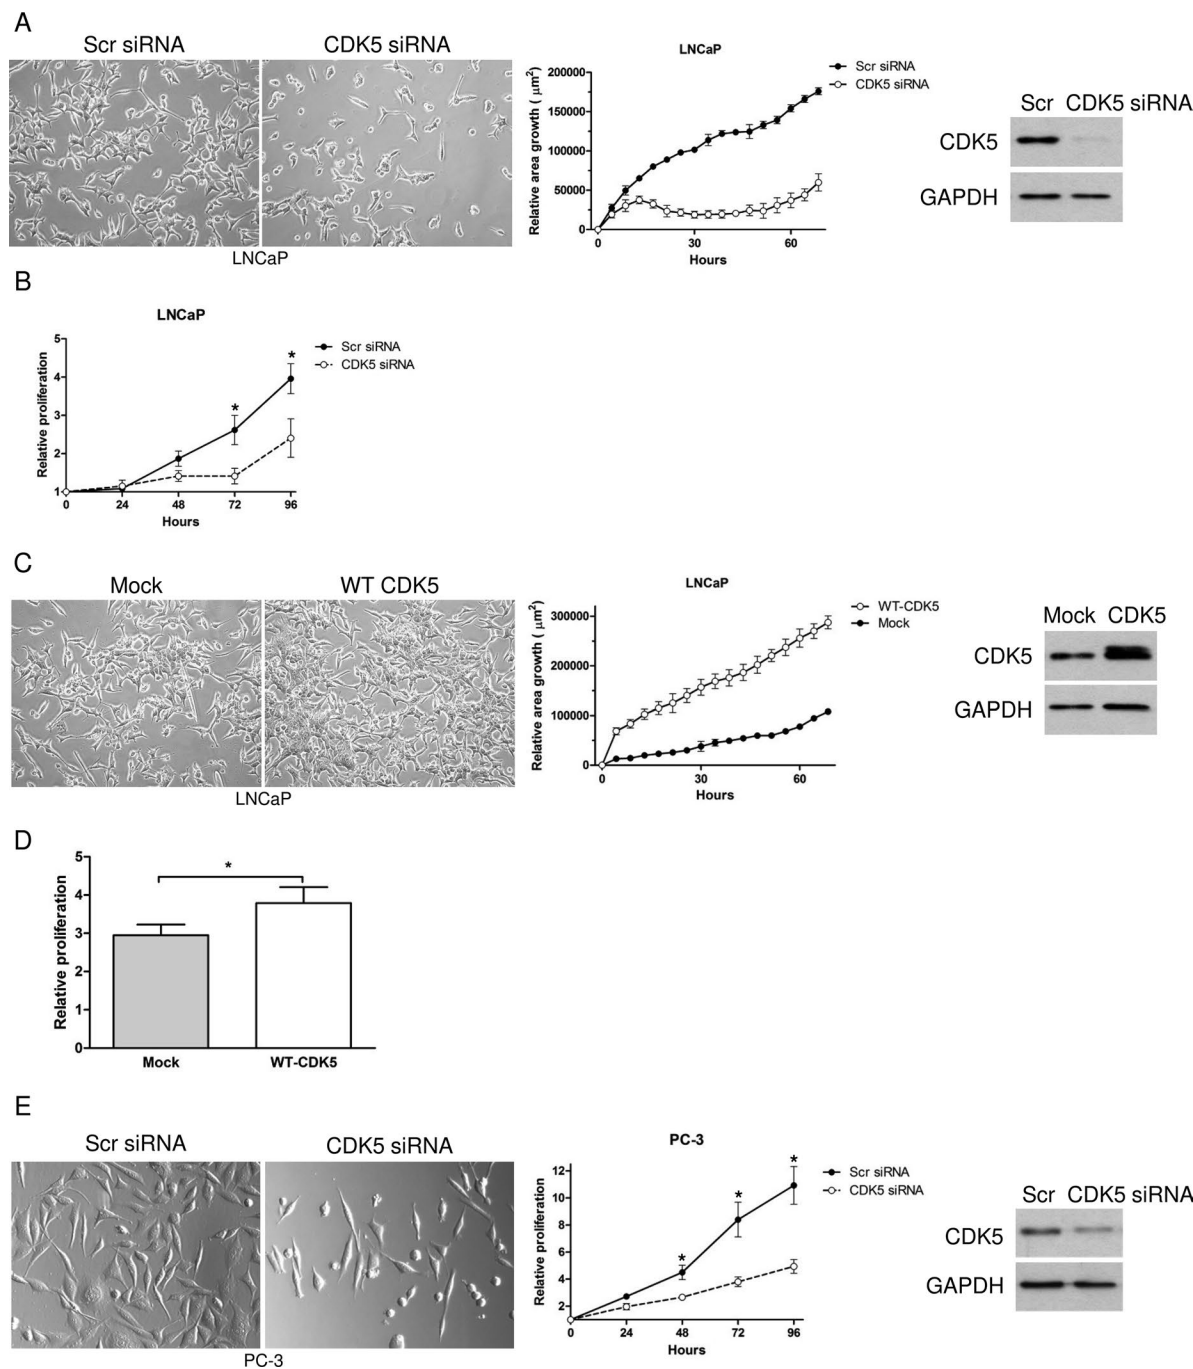 A
Scr siRNA
CDK5 siRNA
LNCaP
LNCaP
Relative area growth ( μm²)
200000
150000
100000
50000
0
0
30
60
Hours
Scr siRNA
CDK5 siRNA
Scr CDK5 siRNA
CDK5
GAPDH
B
LNCaP
Relative proliferation
5
4
3
2
1
0
24
48
72
96
Hours
*
*
Scr siRNA
CDK5 siRNA
C
Mock
WT CDK5
LNCaP
LNCaP
Relative area growth ( μm²)
300000
200000
100000
0
0
30
60
Hours
WT-CDK5
Mock
Mock CDK5
CDK5
GAPDH
D
Relative proliferation
5
4
3
2
1
0
*
Mock
WT-CDK5
E
Scr siRNA
CDK5 siRNA
PC-3
PC-3
Relative proliferation
12
10
8
6
4
2
0
24
48
72
96
Hours
*
*
*
Scr siRNA
CDK5 siRNA
Scr CDK5 siRNA
CDK5
GAPDH